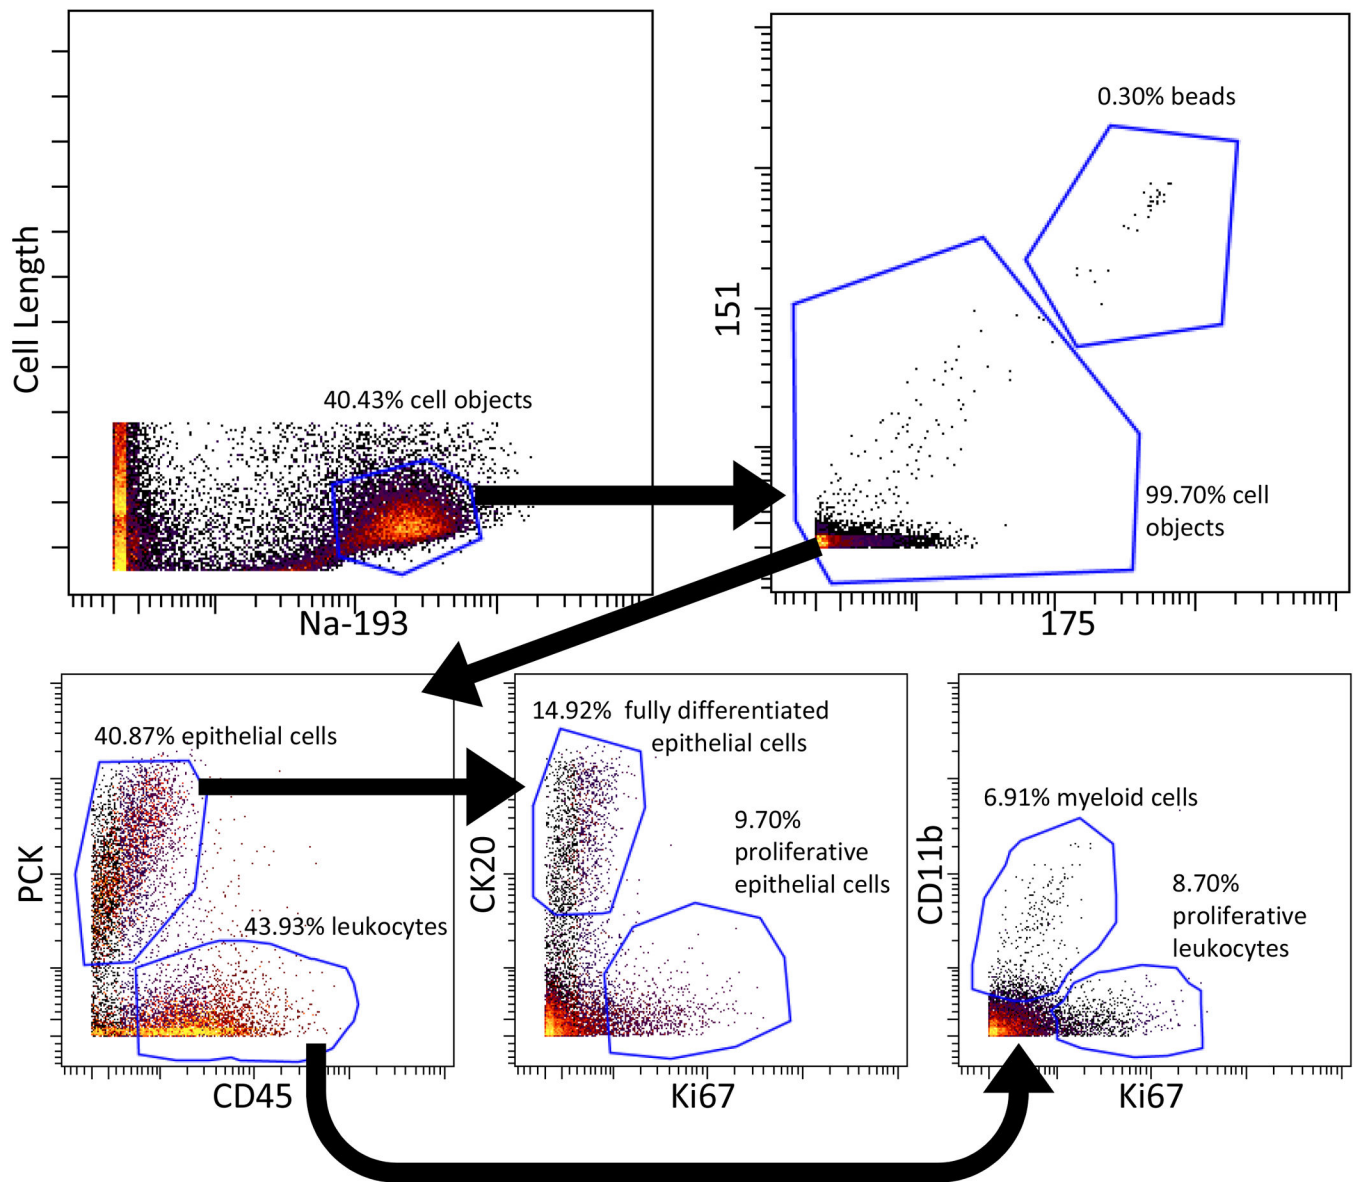 Cell Length
40.43% cell objects
Na-193
0.30% beads
151
99.70% cell
objects
175
40.87% epithelial cells
PCK
43.93% leukocytes
CD45
14.92% fully differentiated
epithelial cells
CK20
9.70%
proliferative
epithelial cells
Ki67
6.91% myeloid cells
CD11b
8.70%
proliferative
leukocytes
Ki67